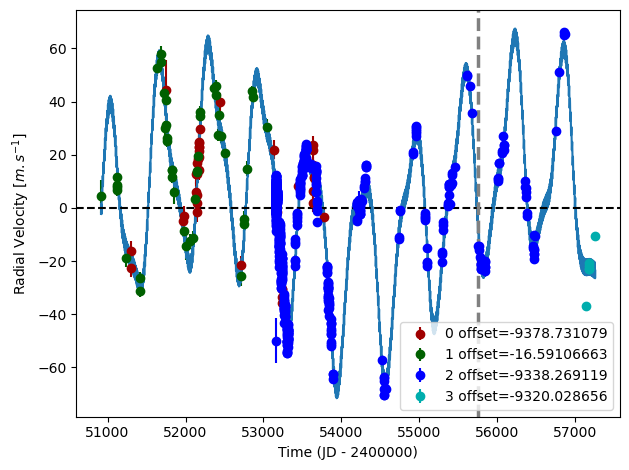 60
40
20
0
−20
−40
−60
Radial Velocity [m. s⁻¹]
0 offset=-9378.731079
1 offset=-16.59106663
2 offset=-9338.269119
3 offset=-9320.028656
51000 52000 53000 54000 55000 56000 57000
Time (JD - 2400000)